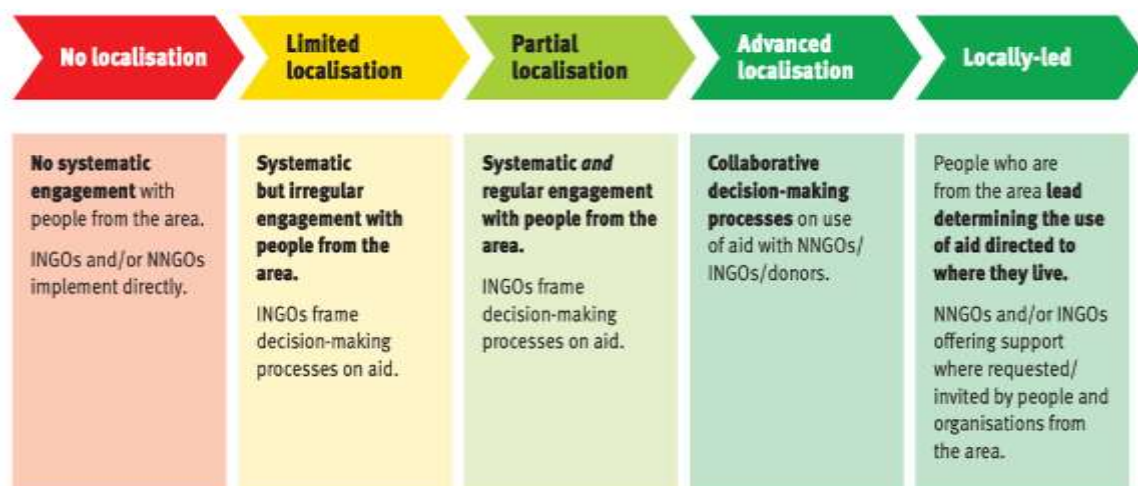 No localisation
Limited
localisation
Partial
localisation
Advanced
localisation
Locally-led
No systematic
engagement with
people from the area.
INGOs and/or NNGOs
implement directly.
Systematic
but irregular
engagement with
people from the
area.
INGOs frame
decision-making
processes on aid.
Systematic and
regular engagement
with people from the
area.
INGOs frame
decision-making
processes on aid.
Collaborative
decision-making
processes on use
of aid with NNGOs/
INGOs/donors.
People who are
from the area lead
determining the use
of aid directed to
where they live.
NNGOs and/or INGOs
offering support
where requested/
invited by people and
organisations from
the area.